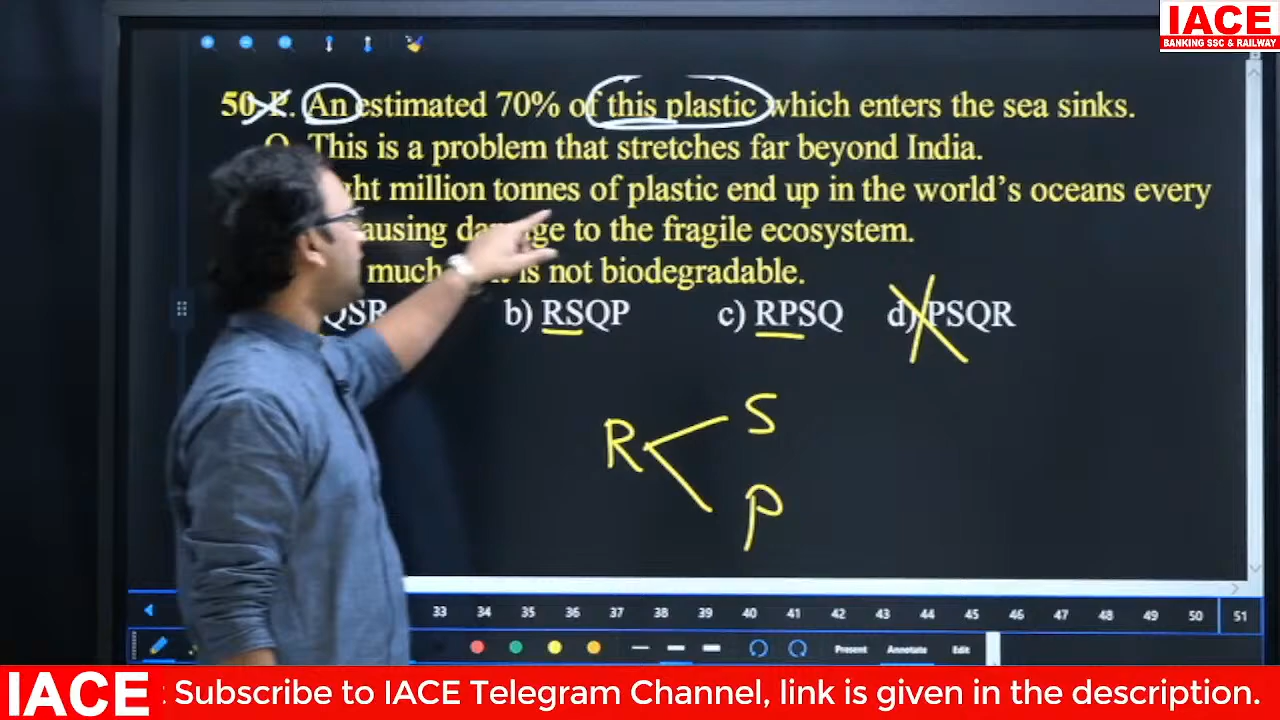 IACE
BANKING SSC & RAILWAY
50 P. An estimated 70% of this plastic which enters the sea sinks.
Q. This is a problem that stretches far beyond India.
ght million tonnes of plastic end up in the world's oceans every
ausing damage to the fragile ecosystem.
much is not biodegradable.
QSR b) RSQP c) RPSQ d) PSQR
R S
P
33 34 35 36 37 38 39 40 41 42 43 44 45 46 47 48 49 50 51
Present Annotate Edit
IACE : Subscribe to IACE Telegram Channel, link is given in the description.